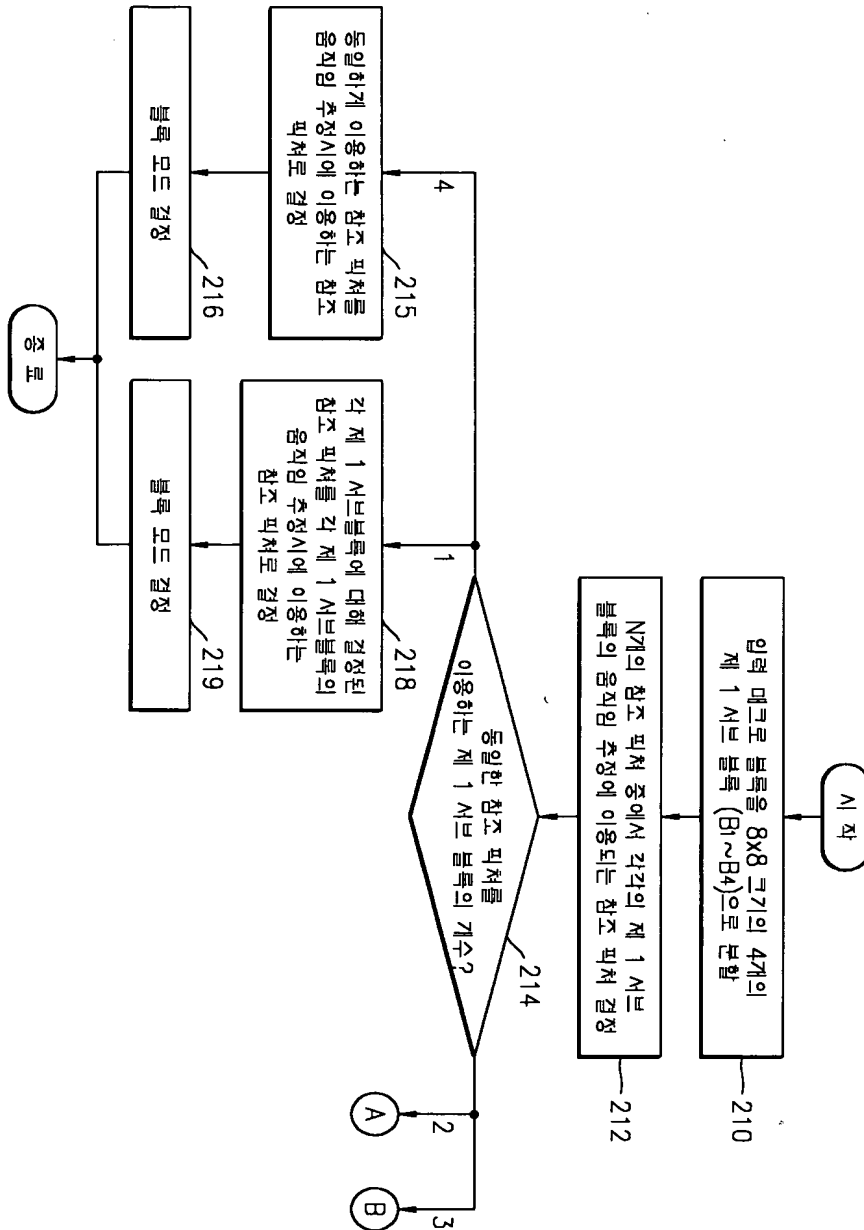 시 작
입력 매크로 블록을 8x8 크기의 4개의
제 1 서브 블록 (B1~B4)으로 분할
210
N개의 참조 픽쳐 중에서 각각의 제 1 서브
블록의 움직임 추정에 이용되는 참조 픽쳐 결정
212
동일한 참조 픽쳐를
이용하는 제 1 서브 블록의 개수?
214
4
1
2
3
동일하게 이용하는 참조 픽쳐를
움직임 추정시에 이용하는 참조
픽쳐로 결정
215
각 제 1 서브블록에 대해 결정된
참조 픽쳐를 각 제 1 서브블록의
움직임 추정시에 이용하는
참조 픽쳐로 결정
218
A
B
블록 모드 결정
216
블록 모드 결정
219
종 료